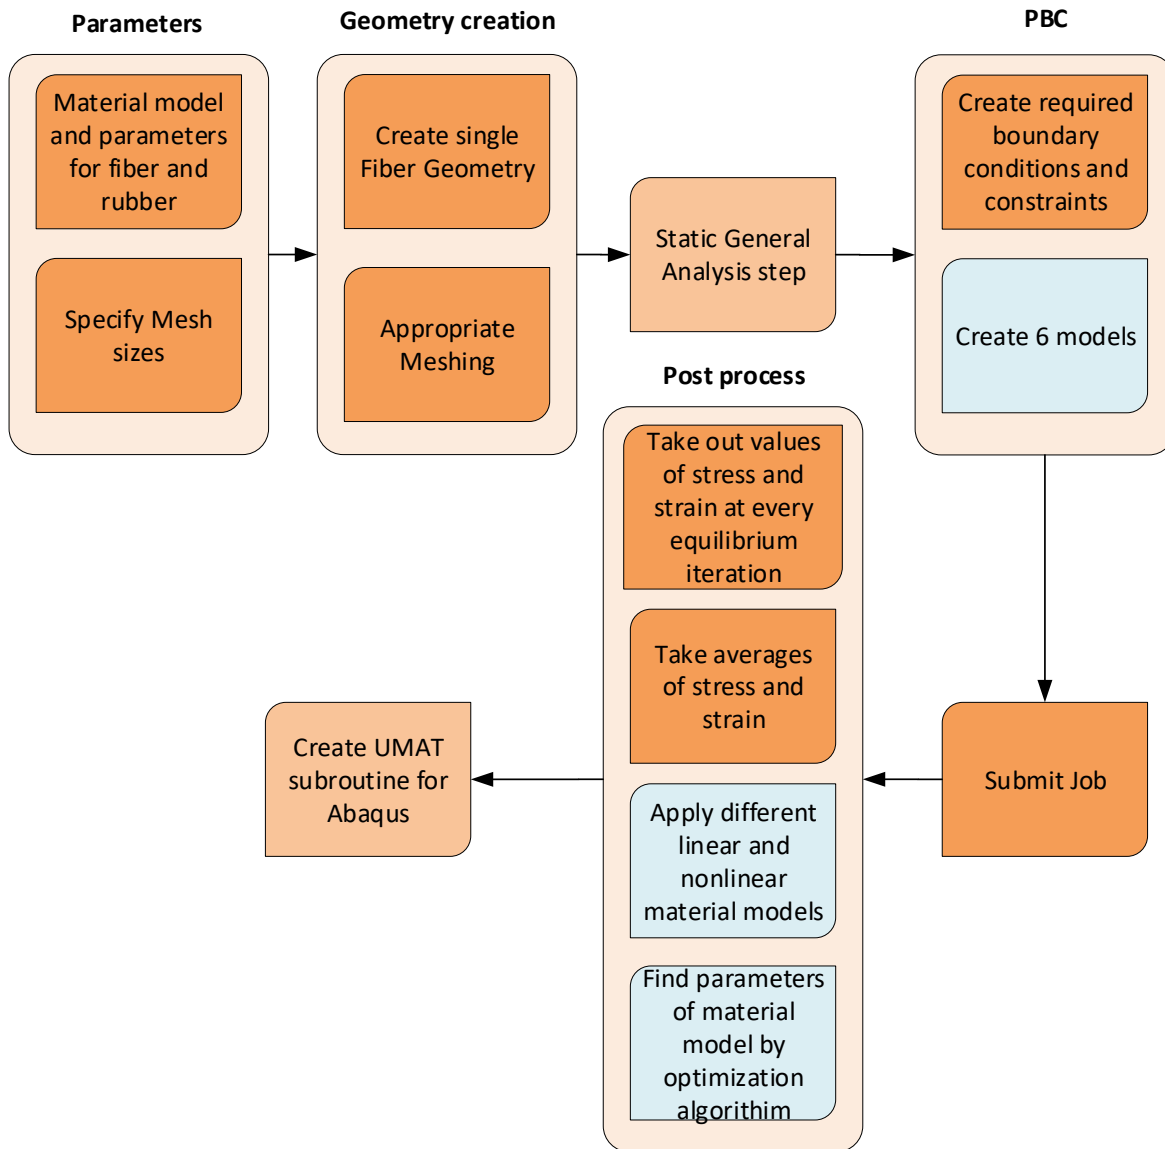 Parameters
Material model
and parameters
for fiber and
rubber
Specify Mesh
sizes
Geometry creation
Create single
Fiber Geometry
Appropriate
Meshing
Static General
Analysis step
PBC
Create required
boundary
conditions and
constraints
Create 6 models
Submit Job
Post process
Take out values
of stress and
strain at every
equilibrium
iteration
Take averages
of stress and
strain
Apply different
linear and
nonlinear
material models
Find parameters
of material
model by
optimization
algorithim
Create UMAT
subroutine for
Abaqus